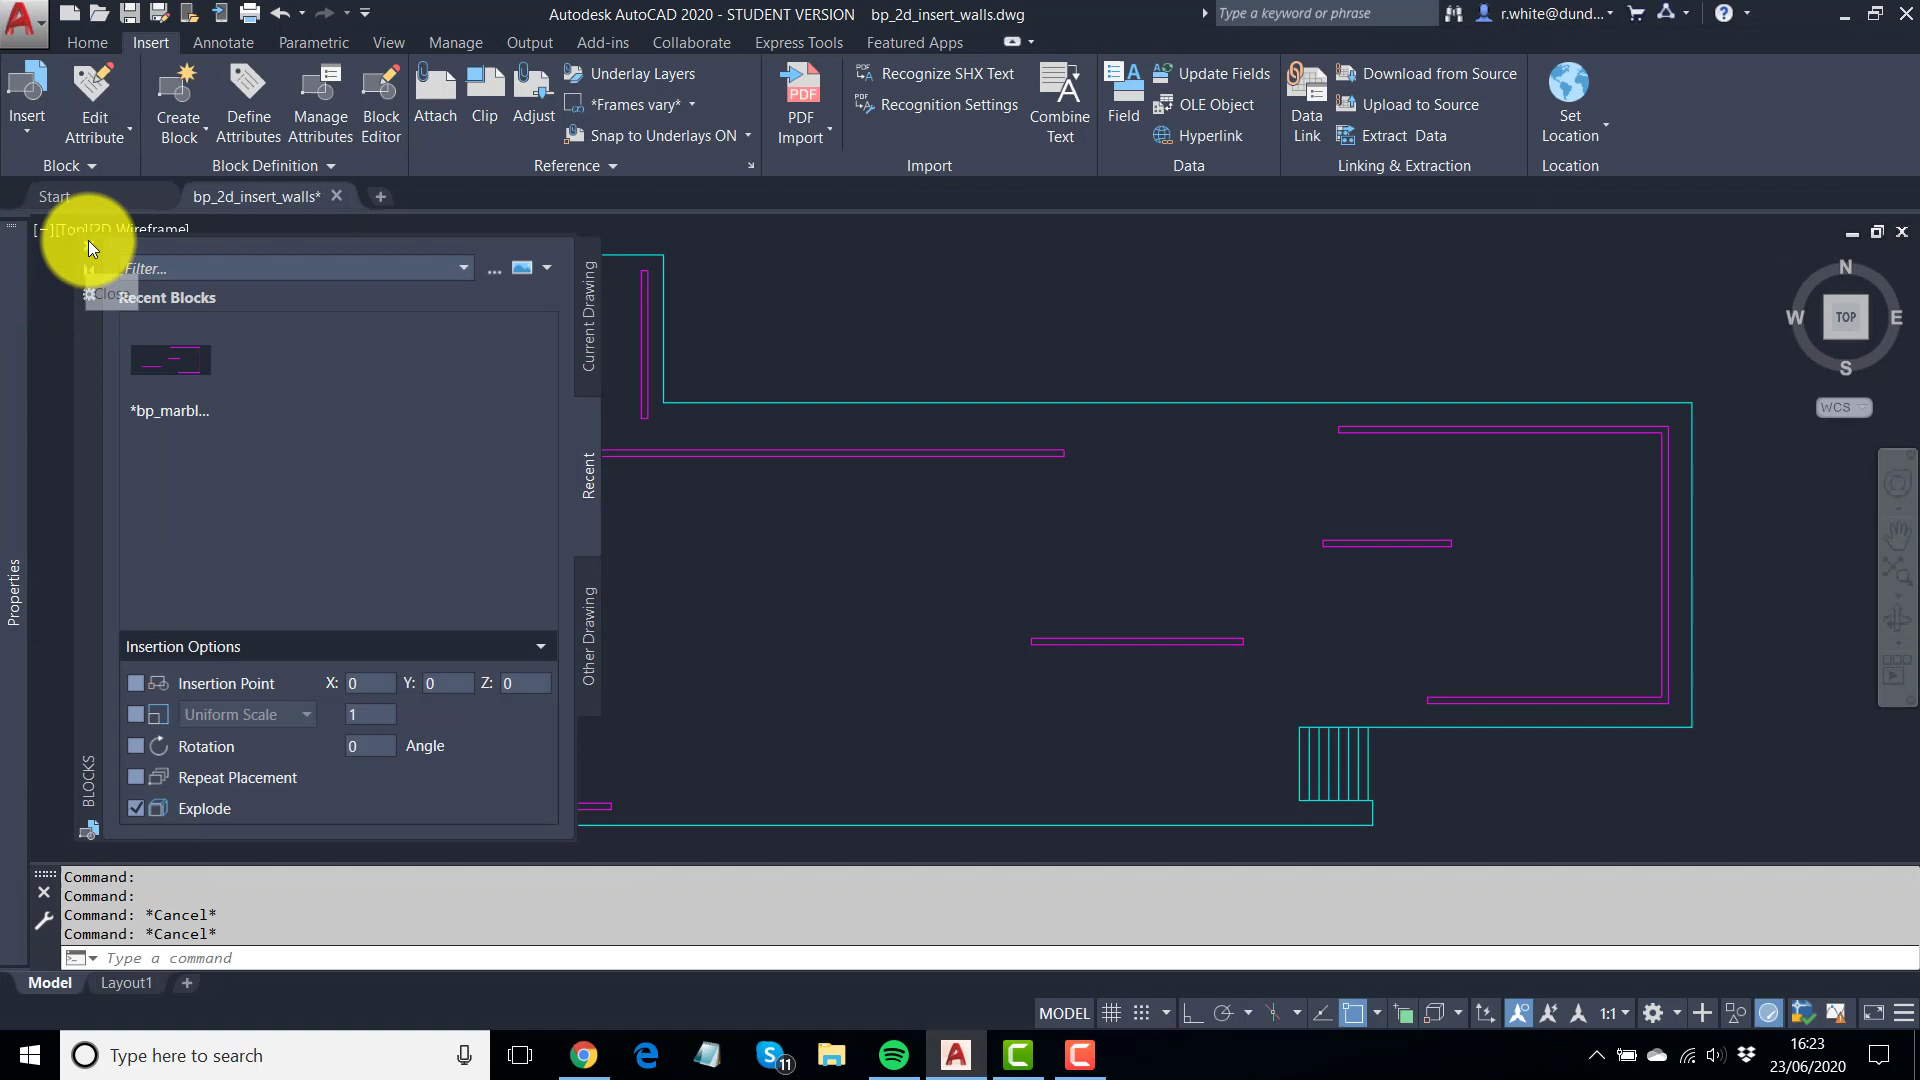 Autodesk AutoCAD 2020 - STUDENT VERSION bp_2d_insert_walls.dwg
Type a keyword or phrase
r.white@dund...
Home Insert Annotate Parametric View Manage Output Add-ins Collaborate Express Tools Featured Apps
Insert
Edit Attribute
Create Block
Define Attributes
Manage Attributes
Block Editor
Attach
Clip
Adjust
Underlay Layers
*Frames vary*
Snap to Underlays ON
PDF Import
Recognize SHX Text
Recognition Settings
Combine Text
Field
Update Fields
OLE Object
Hyperlink
Data Link
Download from Source
Upload to Source
Extract Data
Set Location
Block
Block Definition
Reference
Import
Data
Linking & Extraction
Location
Start
bp_2d_insert_walls*
[−][Top][2D Wireframe]
Filter...
Close
Recent Blocks
*bp_marbl...
Current Drawing
Recent
Other Drawing
Insertion Options
Insertion Point X: 0 Y: 0 Z: 0
Uniform Scale 1
Rotation 0 Angle
Repeat Placement
Explode
BLOCKS
Properties
N
W TOP E
S
WCS
Command:
Command:
Command: *Cancel*
Command: *Cancel*
Type a command
Model Layout1
MODEL
1:1
Type here to search
11
16:23
23/06/2020